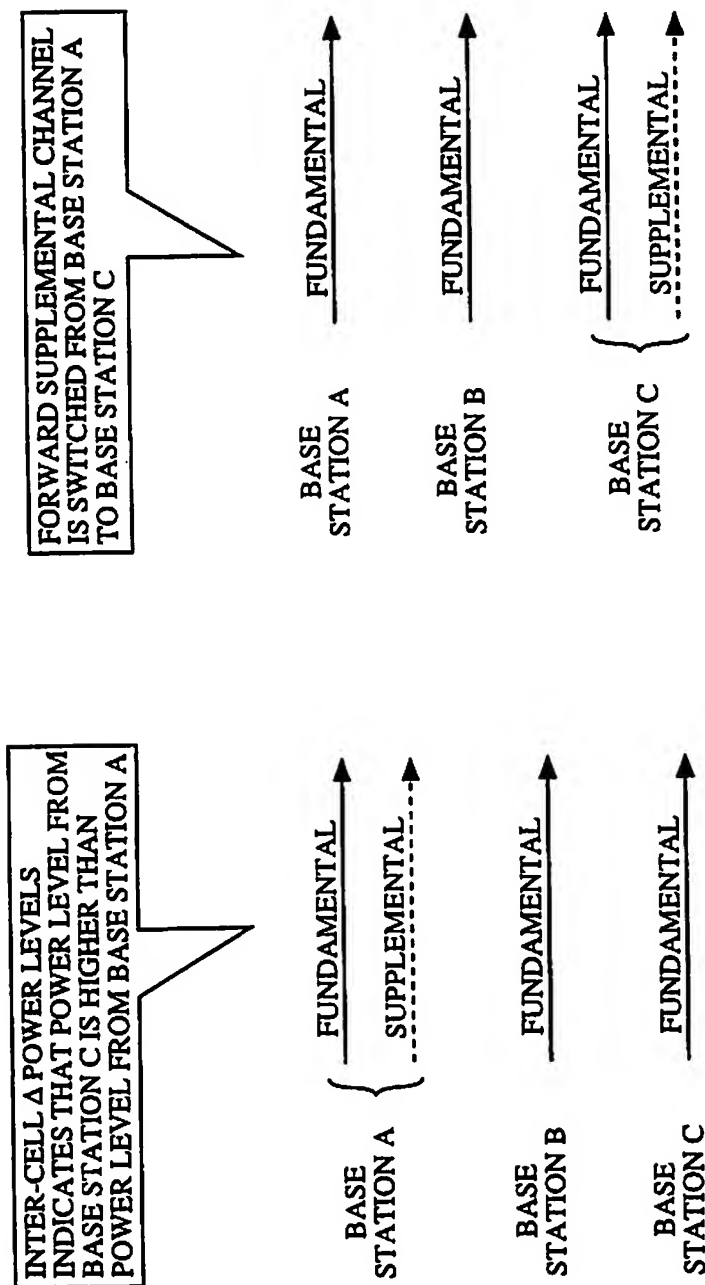 INTER-CELL Δ POWER LEVELS
INDICATES THAT POWER LEVEL FROM
BASE STATION C IS HIGHER THAN
POWER LEVEL FROM BASE STATION A
BASE
STATION A
FUNDAMENTAL
SUPPLEMENTAL
BASE
STATION B
FUNDAMENTAL
BASE
STATION C
FUNDAMENTAL
FORWARD SUPPLEMENTAL CHANNEL
IS SWITCHED FROM BASE STATION A
TO BASE STATION C
BASE
STATION A
FUNDAMENTAL
BASE
STATION B
FUNDAMENTAL
BASE
STATION C
FUNDAMENTAL
SUPPLEMENTAL